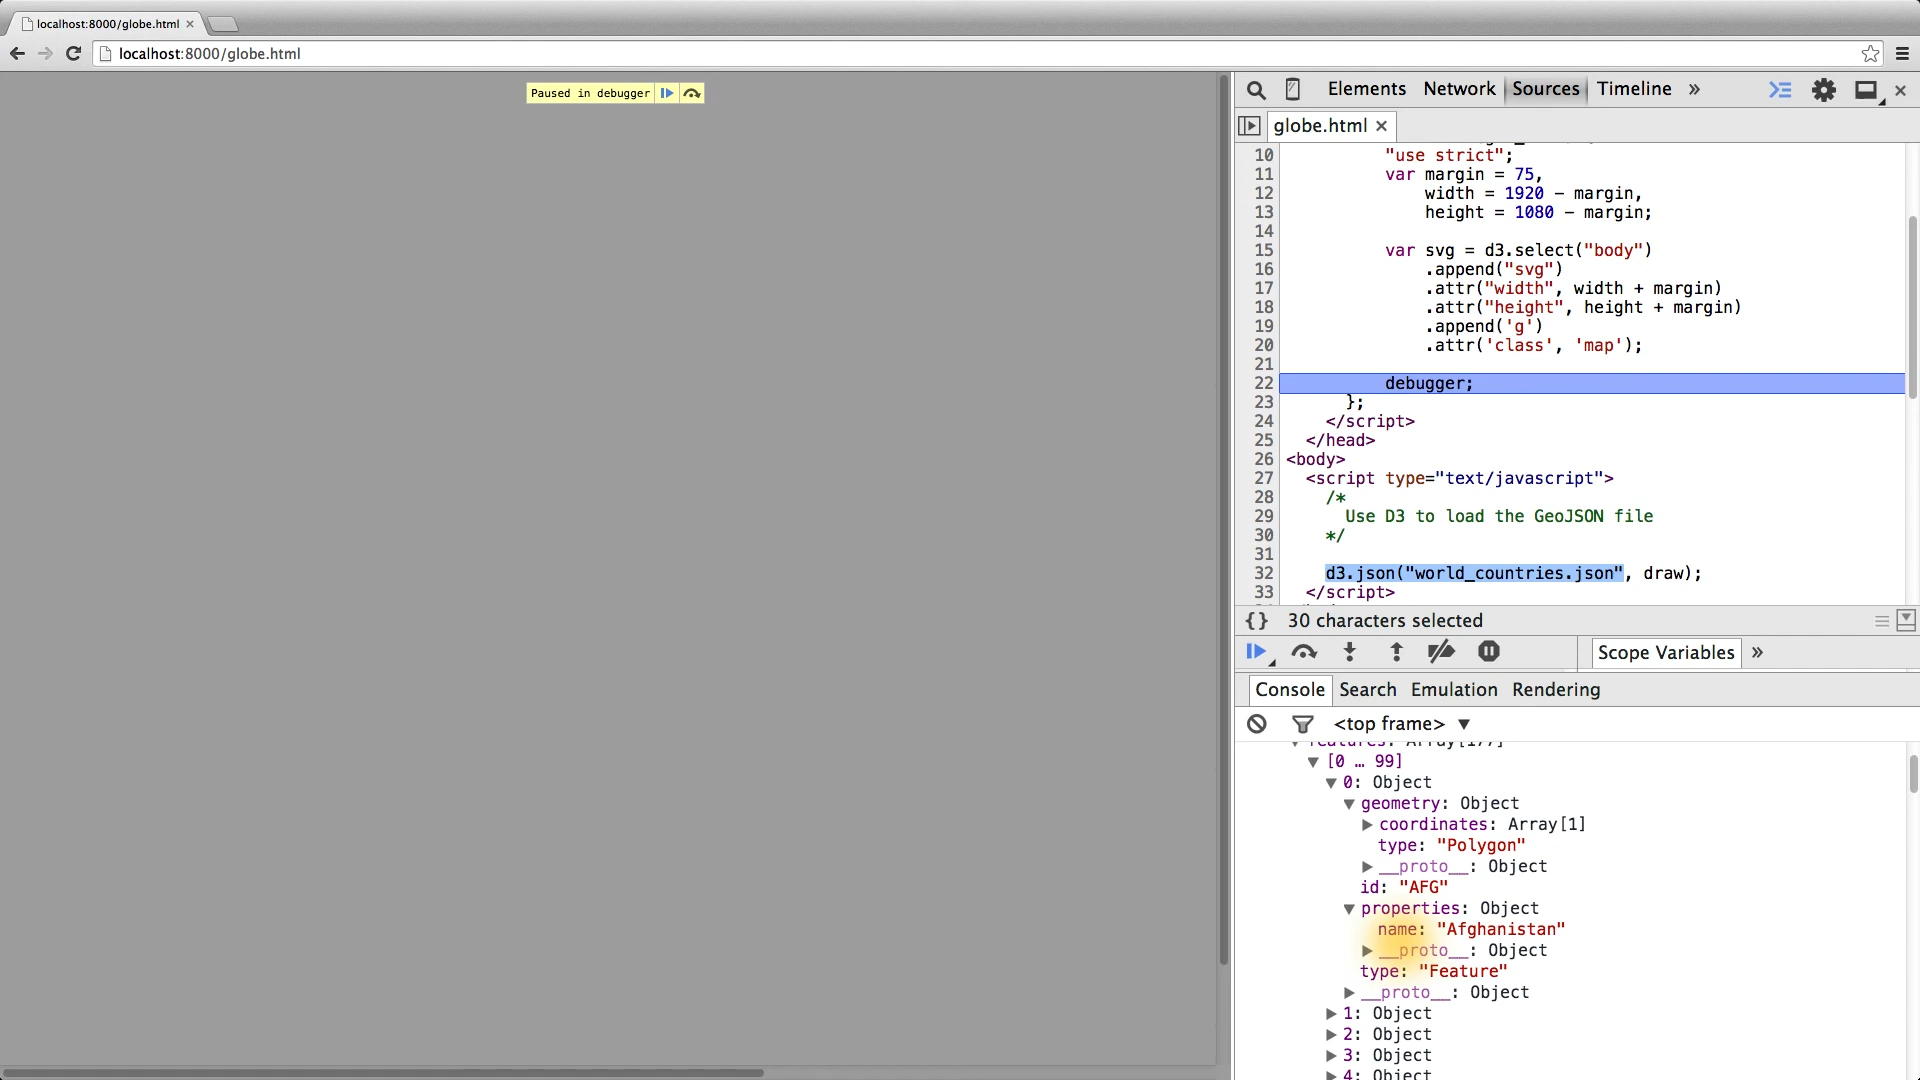 localhost:8000/globe.html
localhost:8000/globe.html
Paused in debugger
Elements Network Sources Timeline »
globe.html
10 "use strict";
11 var margin = 75,
12 width = 1920 - margin,
13 height = 1080 - margin;
14
15 var svg = d3.select("body")
16 .append("svg")
17 .attr("width", width + margin)
18 .attr("height", height + margin)
19 .append('g')
20 .attr('class', 'map');
21
22 debugger;
23 };
24 </script>
25 </head>
26 <body>
27 <script type="text/javascript">
28 /*
29 Use D3 to load the GeoJSON file
30 */
31
32 d3.json("world_countries.json", draw);
33 </script>
{} 30 characters selected
Scope Variables »
Console Search Emulation Rendering
<top frame> ▼
features: Array[177]
▼ [0 … 99]
▼ 0: Object
▼ geometry: Object
▶ coordinates: Array[1]
type: "Polygon"
▶ __proto__: Object
id: "AFG"
▼ properties: Object
name: "Afghanistan"
▶ __proto__: Object
type: "Feature"
▶ __proto__: Object
▶ 1: Object
▶ 2: Object
▶ 3: Object
▶ 4: Object